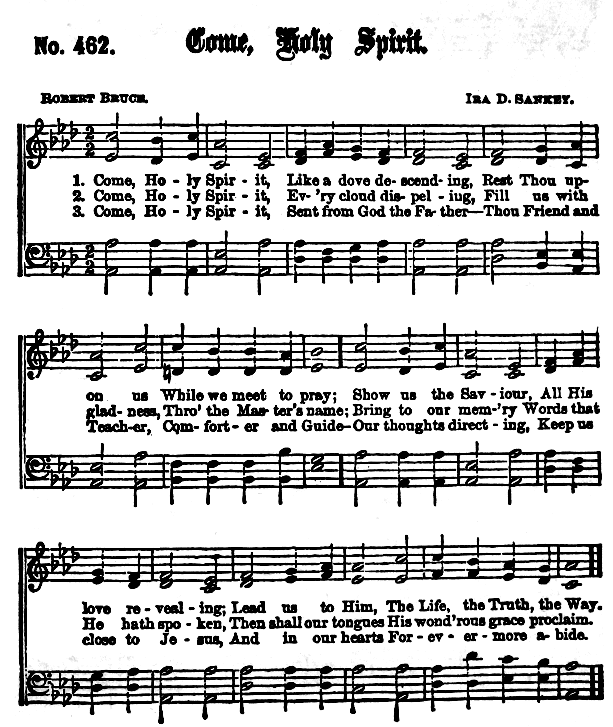 No. 462. Come, Holy Spirit.
ROBERT BRUCE. IRA D. SANKEY.
1. Come, Ho - ly Spir - it, Like a dove de- scend - ing, Rest Thou up-
2. Come, Ho - ly Spir - it, Ev- 'ry cloud dis- pel - ing, Fill us with
3. Come, Ho - ly Spir - it, Sent from God the Fa- ther—Thou Friend and
on us While we meet to pray; Show us the Sav - iour, All His
glad- ness, Thro' the Mas- ter's name; Bring to our mem-'ry Words that
Teach-er, Com- fort- er and Guide—Our thoughts direct - ing, Keep us
love re - veal - ing; Lead us to Him, The Life, the Truth, the Way.
He hath spo - ken, Then shall our tongues His wond'rous grace proclaim.
close to Je - sus, And in our hearts For- ev - er - more a- bide.